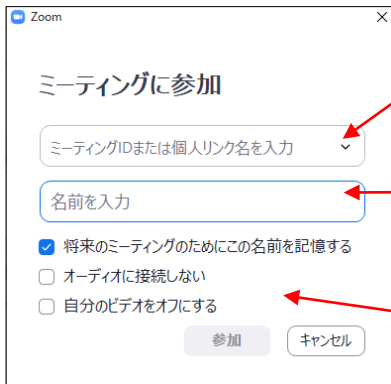 Zoom
ミーティングに参加
ミーティングIDまたは個人リンク名を入力
名前を入力
将来のミーティングのためにこの名前を記憶する
オーディオに接続しない
自分のビデオをオフにする
参加 キャンセル